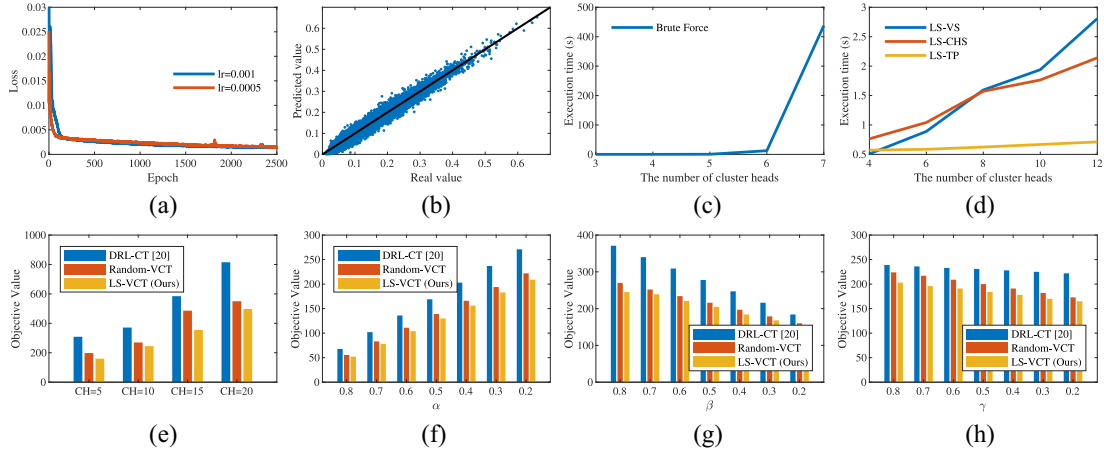 0.03
0.025
0.02
0.015
0.01
0.005
0
Loss
lr=0.001
lr=0.0005
0 500 1000 1500 2000 2500
Epoch
(a)
0.6
0.5
0.4
0.3
0.2
0.1
0
Predicted value
0 0.1 0.2 0.3 0.4 0.5 0.6
Real value
(b)
500
400
300
200
100
0
Execution time (s)
Brute Force
3 4 5 6 7
The number of cluster heads
(c)
3
2.5
2
1.5
1
0.5
Execution time (s)
LS-VS
LS-CHS
LS-TP
4 6 8 10 12
The number of cluster heads
(d)
1000
800
600
400
200
0
Objective Value
DRL-CT [20]
Random-VCT
LS-VCT (Ours)
CH=5 CH=10 CH=15 CH=20
(e)
300
250
200
150
100
50
0
Objective Value
DRL-CT [20]
Random-VCT
LS-VCT (Ours)
0.8 0.7 0.6 0.5 0.4 0.3 0.2
α
(f)
400
300
200
100
0
Objective Value
DRL-CT [20]
Random-VCT
LS-VCT (Ours)
0.8 0.7 0.6 0.5 0.4 0.3 0.2
β
(g)
300
250
200
150
100
50
0
Objective Value
DRL-CT [20]
Random-VCT
LS-VCT (Ours)
0.8 0.7 0.6 0.5 0.4 0.3 0.2
γ
(h)